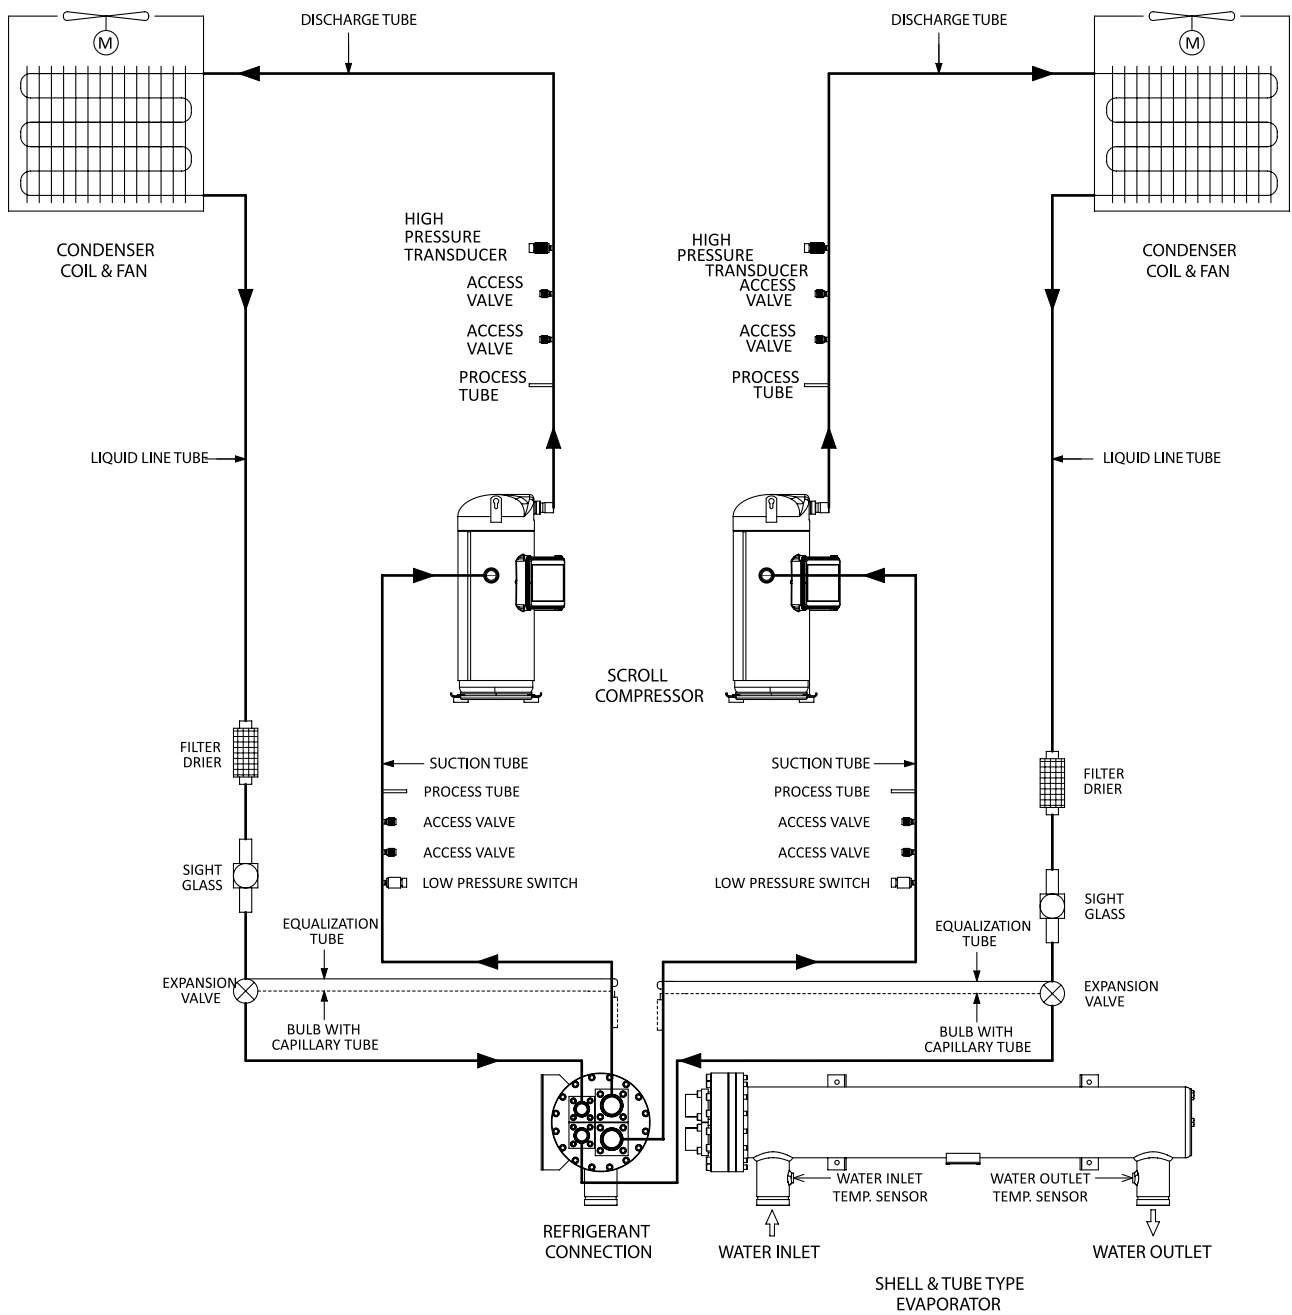 DISCHARGE TUBE
DISCHARGE TUBE
M
M
HIGH
PRESSURE
TRANSDUCER
HIGH
PRESSURE
TRANSDUCER
CONDENSER
COIL & FAN
CONDENSER
COIL & FAN
ACCESS
VALVE
ACCESS
VALVE
ACCESS
VALVE
ACCESS
VALVE
PROCESS
TUBE
PROCESS
TUBE
LIQUID LINE TUBE
LIQUID LINE TUBE
SCROLL
COMPRESSOR
FILTER
DRIER
SUCTION TUBE
SUCTION TUBE
FILTER
DRIER
PROCESS TUBE
PROCESS TUBE
ACCESS VALVE
ACCESS VALVE
ACCESS VALVE
ACCESS VALVE
SIGHT
GLASS
LOW PRESSURE SWITCH
LOW PRESSURE SWITCH
SIGHT
GLASS
EQUALIZATION
TUBE
EQUALIZATION
TUBE
EXPANSION
VALVE
EXPANSION
VALVE
BULB WITH
CAPILLARY TUBE
BULB WITH
CAPILLARY TUBE
WATER INLET
TEMP. SENSOR
WATER OUTLET
TEMP. SENSOR
REFRIGERANT
CONNECTION
WATER INLET
WATER OUTLET
SHELL & TUBE TYPE
EVAPORATOR